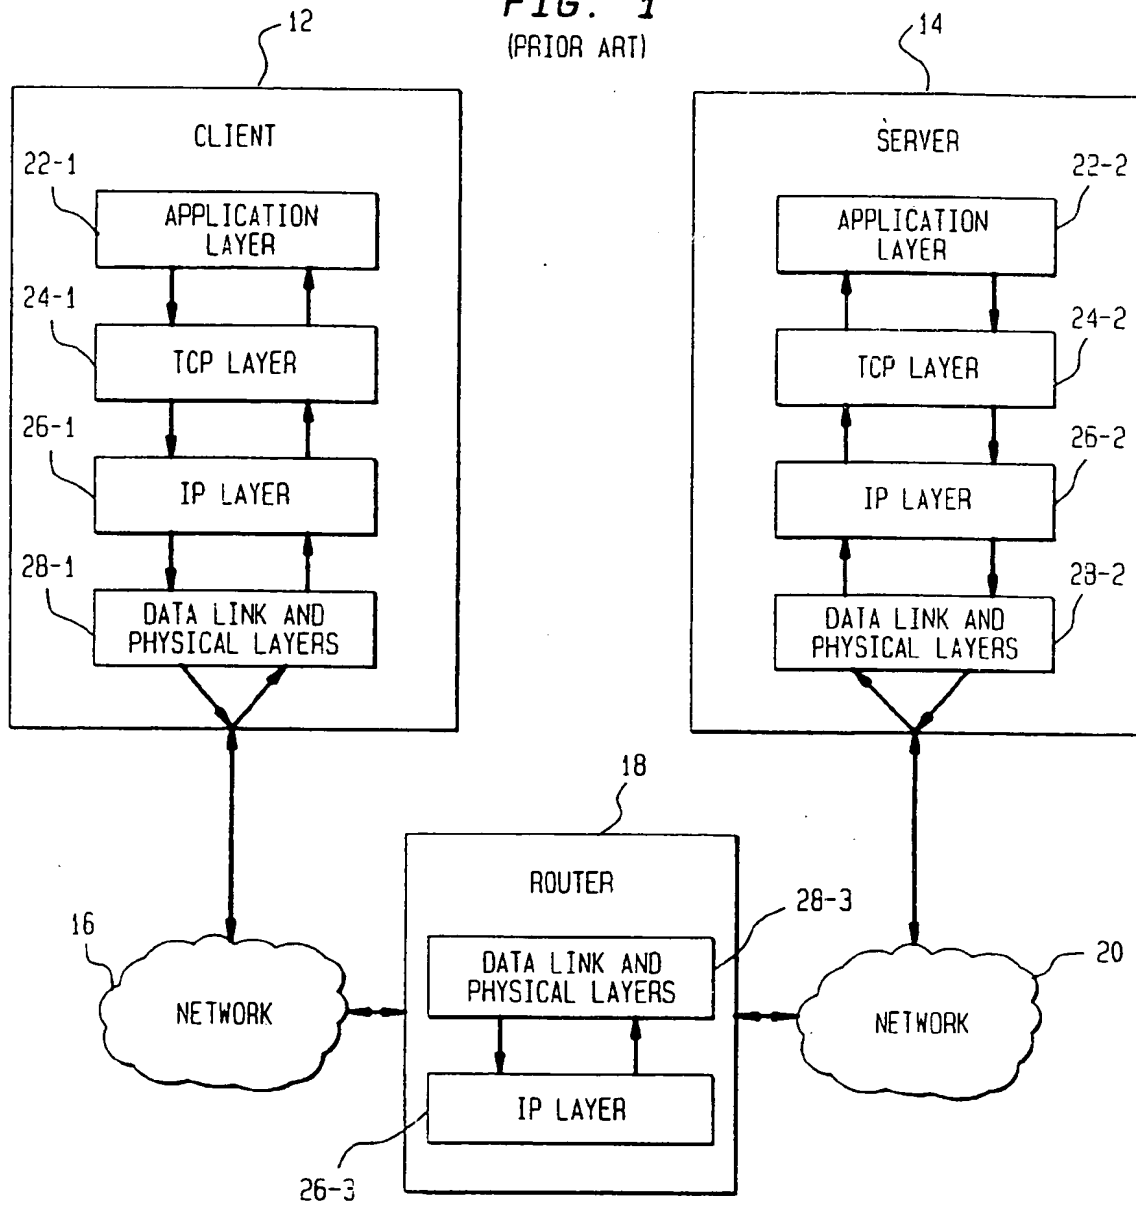 FIG. 1
(PRIOR ART)
12
14
CLIENT
SERVER
22-1
APPLICATION
LAYER
22-2
APPLICATION
LAYER
24-1
TCP LAYER
24-2
TCP LAYER
26-1
IP LAYER
26-2
IP LAYER
28-1
DATA LINK AND
PHYSICAL LAYERS
28-2
DATA LINK AND
PHYSICAL LAYERS
18
ROUTER
28-3
DATA LINK AND
PHYSICAL LAYERS
16
NETWORK
20
NETWORK
IP LAYER
26-3